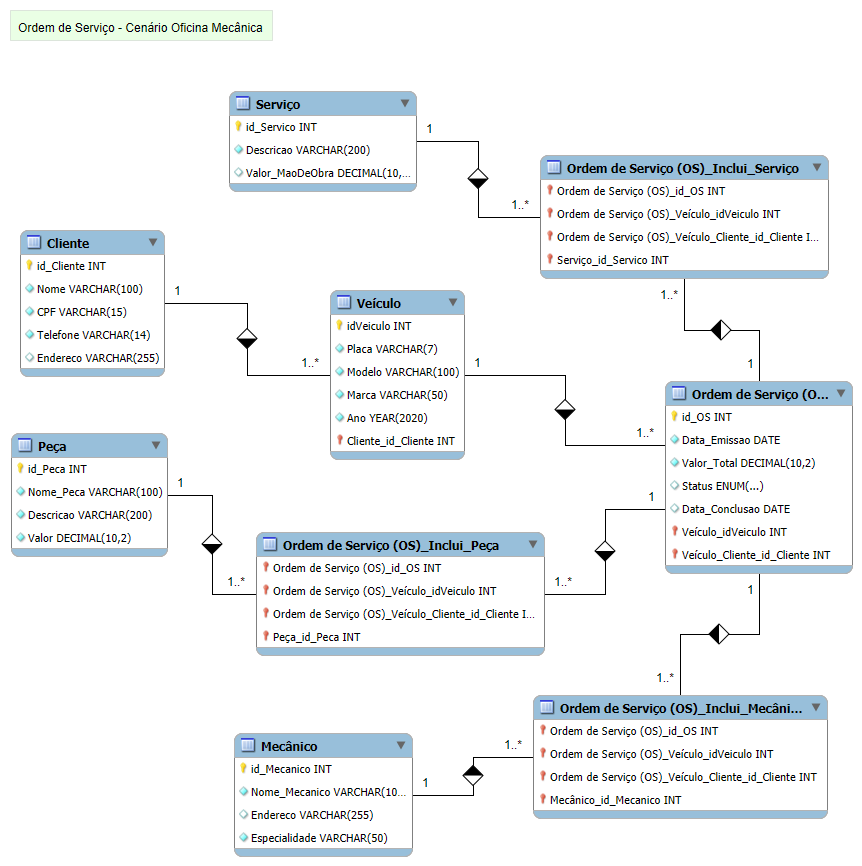 Ordem de Serviço - Cenário Oficina Mecânica
Serviço
id_Servico INT
Descricao VARCHAR(200)
Valor_MaoDeObra DECIMAL(10,...
1
1..*
Ordem de Serviço (OS)_Inclui_Serviço
Ordem de Serviço (OS)_id_OS INT
Ordem de Serviço (OS)_Veículo_idVeiculo INT
Ordem de Serviço (OS)_Veículo_Cliente_id_Cliente I...
Serviço_id_Servico INT
1..*
1
Cliente
id_Cliente INT
Nome VARCHAR(100)
CPF VARCHAR(15)
Telefone VARCHAR(14)
Endereco VARCHAR(255)
1
1..*
Veículo
idVeiculo INT
Placa VARCHAR(7)
Modelo VARCHAR(100)
Marca VARCHAR(50)
Ano YEAR(2020)
Cliente_id_Cliente INT
1
1..*
Ordem de Serviço (O...
id_OS INT
Data_Emissao DATE
Valor_Total DECIMAL(10,2)
Status ENUM(...)
Data_Conclusao DATE
Veículo_idVeiculo INT
Veículo_Cliente_id_Cliente INT
Peça
id_Peca INT
Nome_Peca VARCHAR(100)
Descricao VARCHAR(200)
Valor DECIMAL(10,2)
1
1..*
Ordem de Serviço (OS)_Inclui_Peça
Ordem de Serviço (OS)_id_OS INT
Ordem de Serviço (OS)_Veículo_idVeiculo INT
Ordem de Serviço (OS)_Veículo_Cliente_id_Cliente I...
Peça_id_Peca INT
1..*
1
1
1..*
Ordem de Serviço (OS)_Inclui_Mecâni...
Ordem de Serviço (OS)_id_OS INT
Ordem de Serviço (OS)_Veículo_idVeiculo INT
Ordem de Serviço (OS)_Veículo_Cliente_id_Cliente INT
Mecânico_id_Mecanico INT
Mecânico
id_Mecanico INT
Nome_Mecanico VARCHAR(10...
Endereco VARCHAR(255)
Especialidade VARCHAR(50)
1
1..*